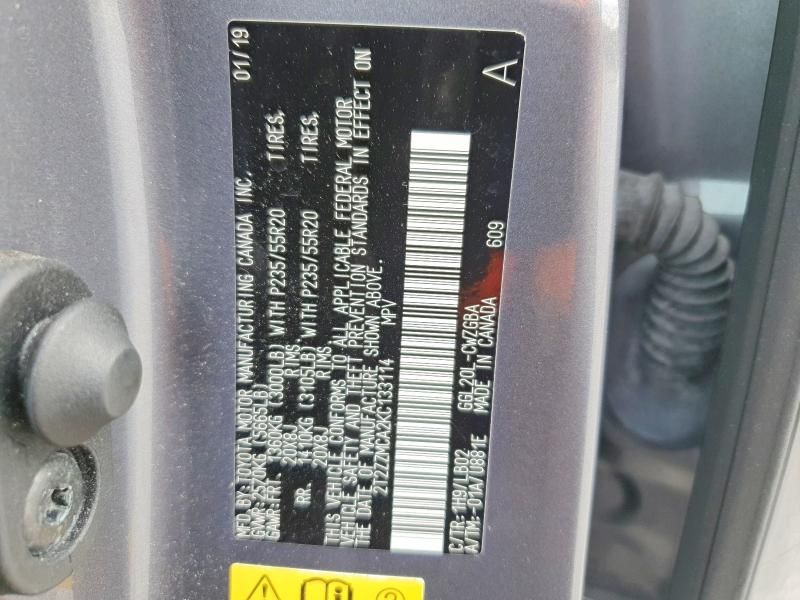 MFD.BY: TOYOTA MOTOR MANUFACTURING CANADA INC. 01/19
GVWR: 2570KG (5665LB)
GAWR: FRT. 1360KG (3000LB) WITH P235/55R20 TIRES.
20X8J RIMS
RR. 1410KG (3105LB) WITH P235/55R20 TIRES.
20X8J RIMS
THIS VEHICLE CONFORMS TO ALL APPLICABLE FEDERAL MOTOR
VEHICLE SAFETY AND THEFT PREVENTION STANDARDS IN EFFECT ON
THE DATE OF MANUFACTURE SHOWN ABOVE.
2T2ZZMCA2KC133114 MPV
A
C/TR: 1H9/LD02 GGL20L-CWZGBA
A/TM: -01A/U881E MADE IN CANADA 609